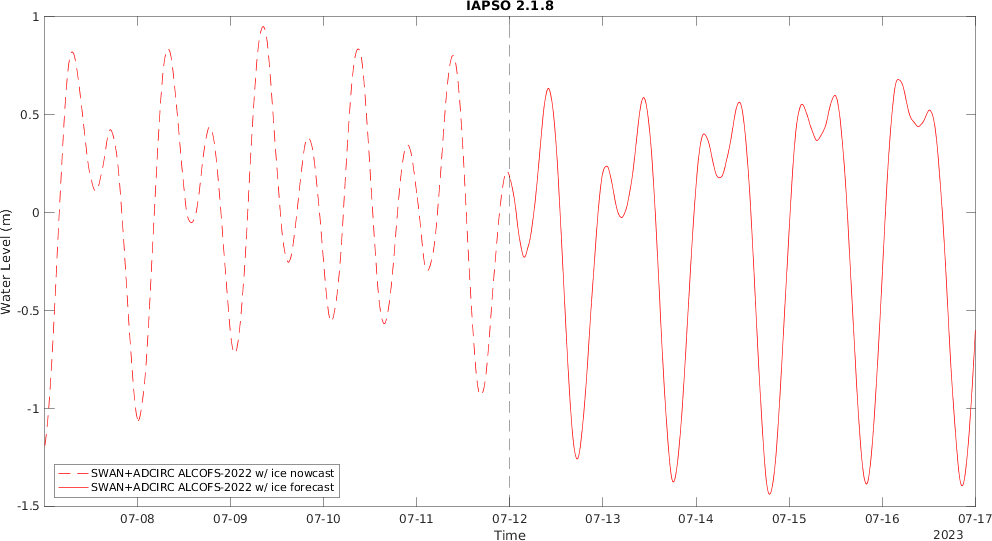 IAPSO 2.1.8
1
0.5
0
-0.5
-1
-1.5
Water Level (m)
SWAN+ADCIRC ALCOFS-2022 w/ ice nowcast
SWAN+ADCIRC ALCOFS-2022 w/ ice forecast
07-08 07-09 07-10 07-11 07-12 07-13 07-14 07-15 07-16 07-17
Time
2023